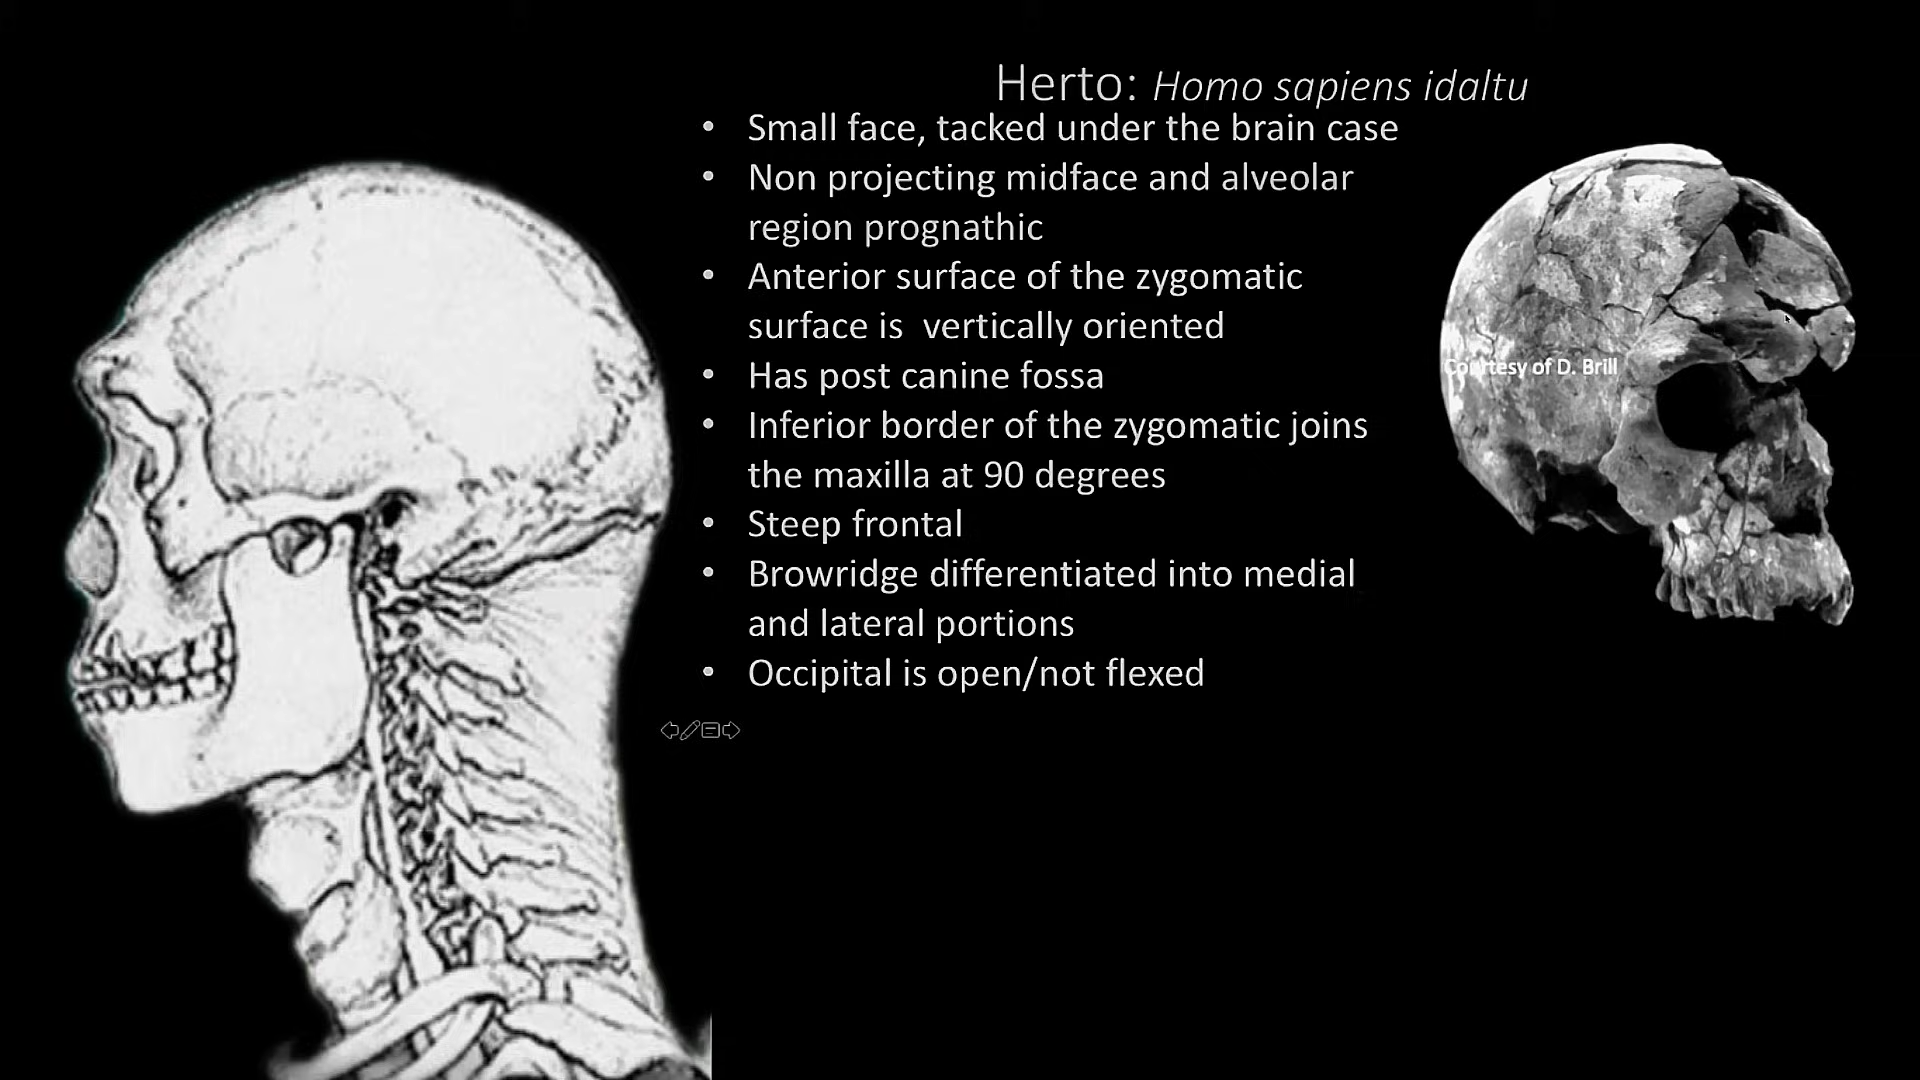 Herto: Homo sapiens idaltu
• Small face, tacked under the brain case
• Non projecting midface and alveolar
region prognathic
• Anterior surface of the zygomatic
surface is  vertically oriented
• Has post canine fossa
• Inferior border of the zygomatic joins
the maxilla at 90 degrees
• Steep frontal
• Browridge differentiated into medial
and lateral portions
• Occipital is open/not flexed
Courtesy of D. Brill